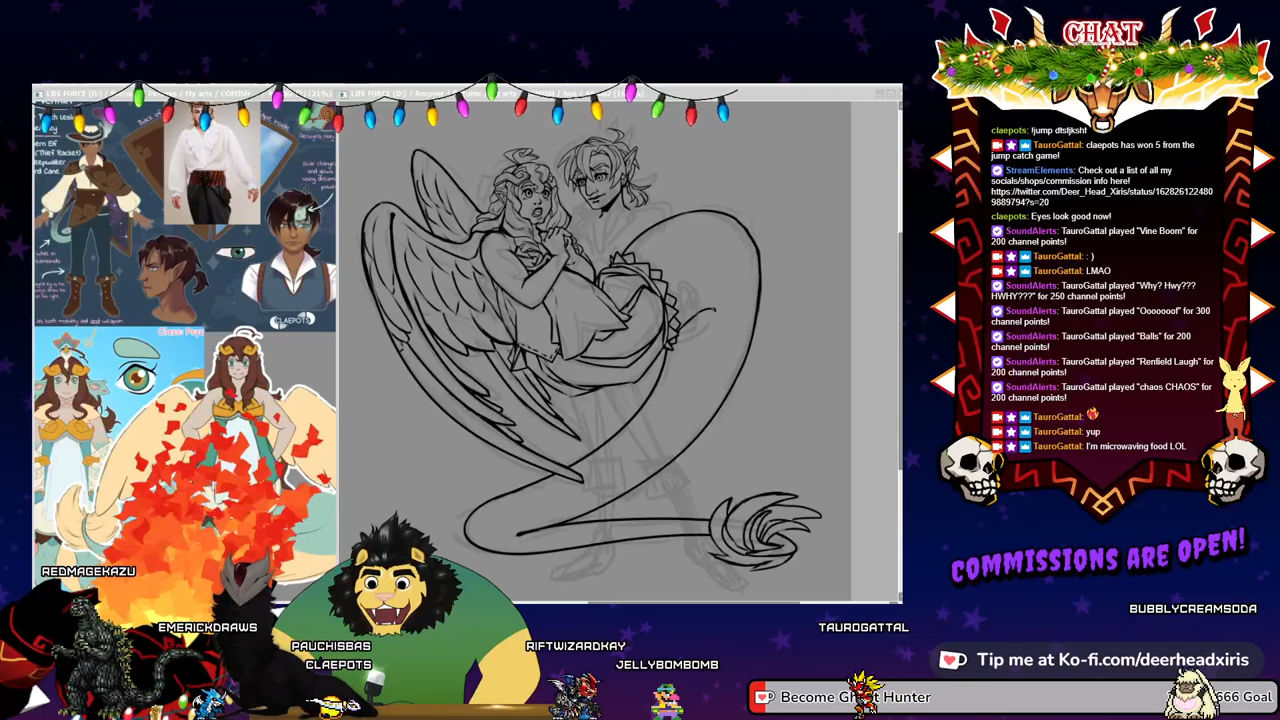 CHAT
claepots: !jump dfsfjkshf
TauroGattal: claepots has won 5 from the
jump catch game!
StreamElements: Check out a list of all my
socials/shops/commission info here!
https://twitter.com/Deer_Head_Xiris/status/162826122480
9889794?s=20
claepots: Eyes look good now!
SoundAlerts: TauroGattal played "Vine Boom" for
200 channel points!
TauroGattal: : )
TauroGattal: LMAO
SoundAlerts: TauroGattal played "Why? Hwy???
HWHY???" for 250 channel points!
SoundAlerts: TauroGattal played "Ooooooof" for 300
channel points!
SoundAlerts: TauroGattal played "Balls" for 200
channel points!
SoundAlerts: TauroGattal played "Renfield Laugh" for
200 channel points!
SoundAlerts: TauroGattal played "chaos CHAOS" for
200 channel points!
TauroGattal:
TauroGattal: yup
TauroGattal: I'm microwaving food LOL
COMMISSIONS ARE OPEN!
CLAEPOTS
REDMAGEKAZU
EMERICKDRAWS
PAUCHISBAS
CLAEPOTS
RIFTWIZARDKAY
JELLYBOMBOMB
TAUROGATTAL
BUBBLYCREAMSODA
Tip me at Ko-fi.com/deerheadxiris
Become Gh st Hunter
666 Goal